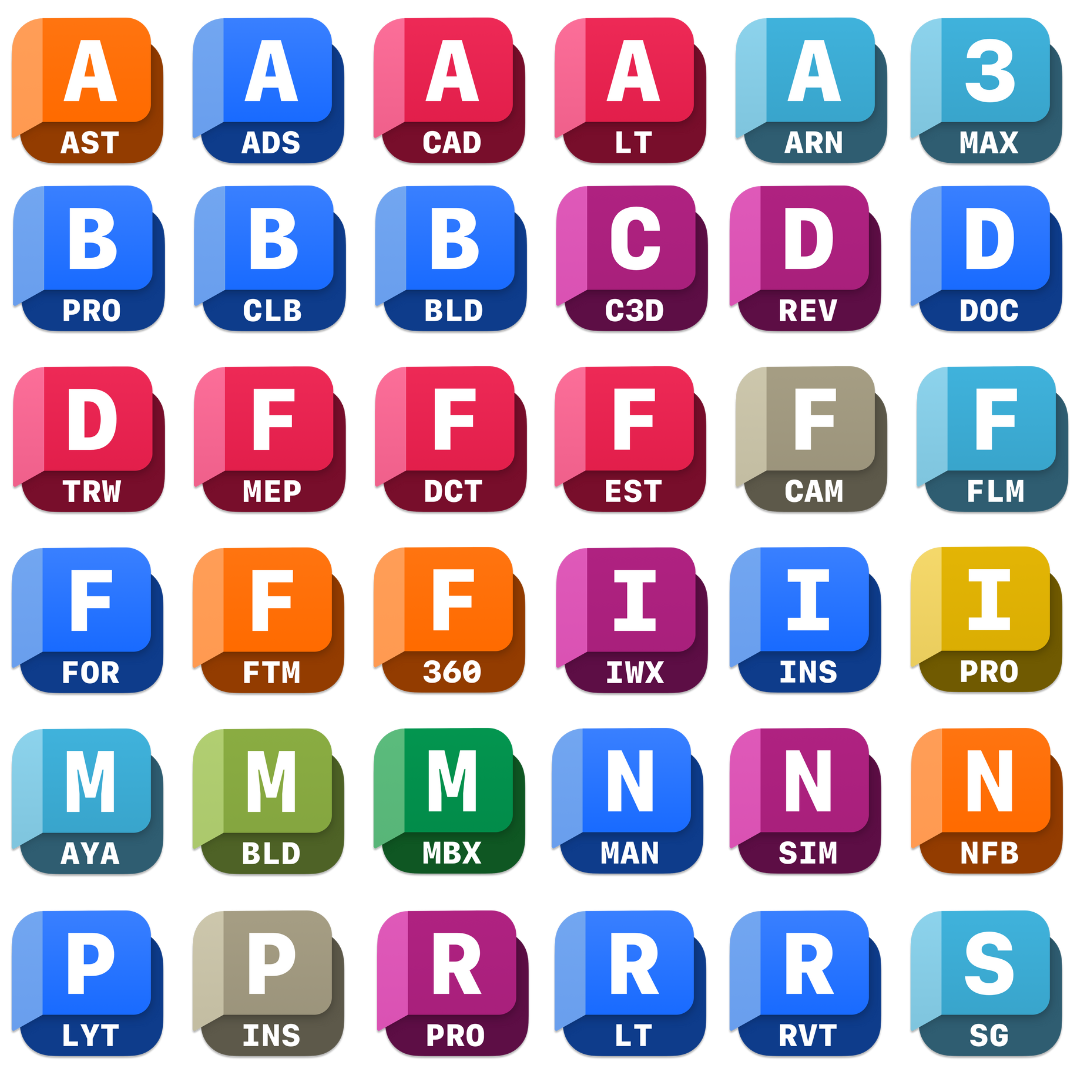 A A A A A 3
AST ADS CAD LT ARN MAX
B B B C D D
PRO CLB BLD C3D REV DOC
D F F F F F
TRW MEP DCT EST CAM FLM
F F F I I I
FOR FTM 360 IWX INS PRO
M M M N N N
AYA BLD MBX MAN SIM NFB
P P R R R S
LYT INS PRO LT RVT SG